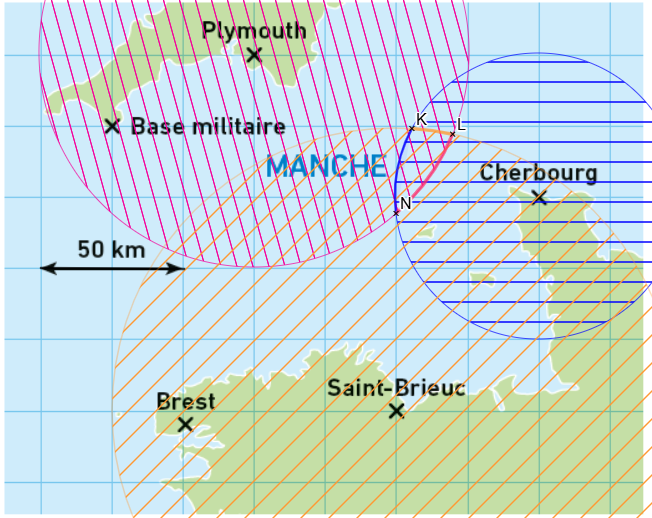 Plymouth
Base militaire
K
L
MANCHE
Cherbourg
N
50 km
Saint-Brieuc
Brest